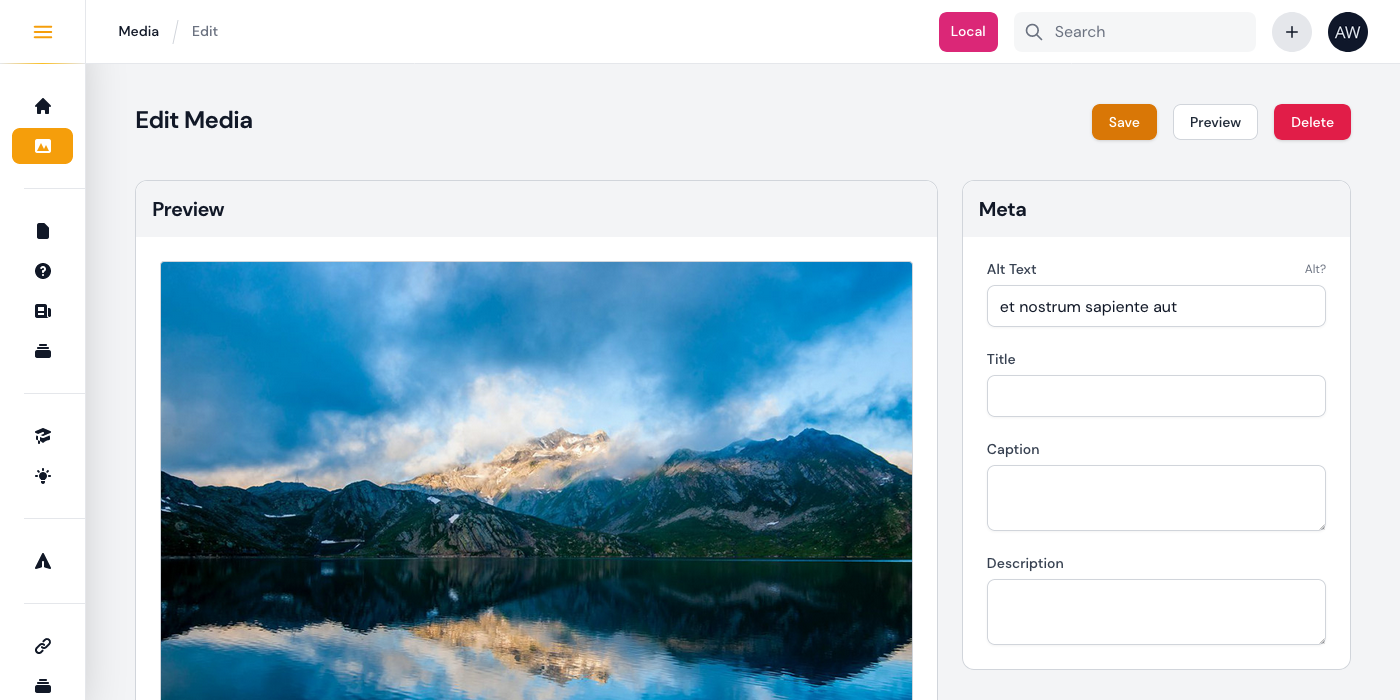 Media
Edit
Local
Search
AW
Edit Media
Save
Preview
Delete
Preview
Meta
Alt Text
Alt?
et nostrum sapiente aut
Title
Caption
Description